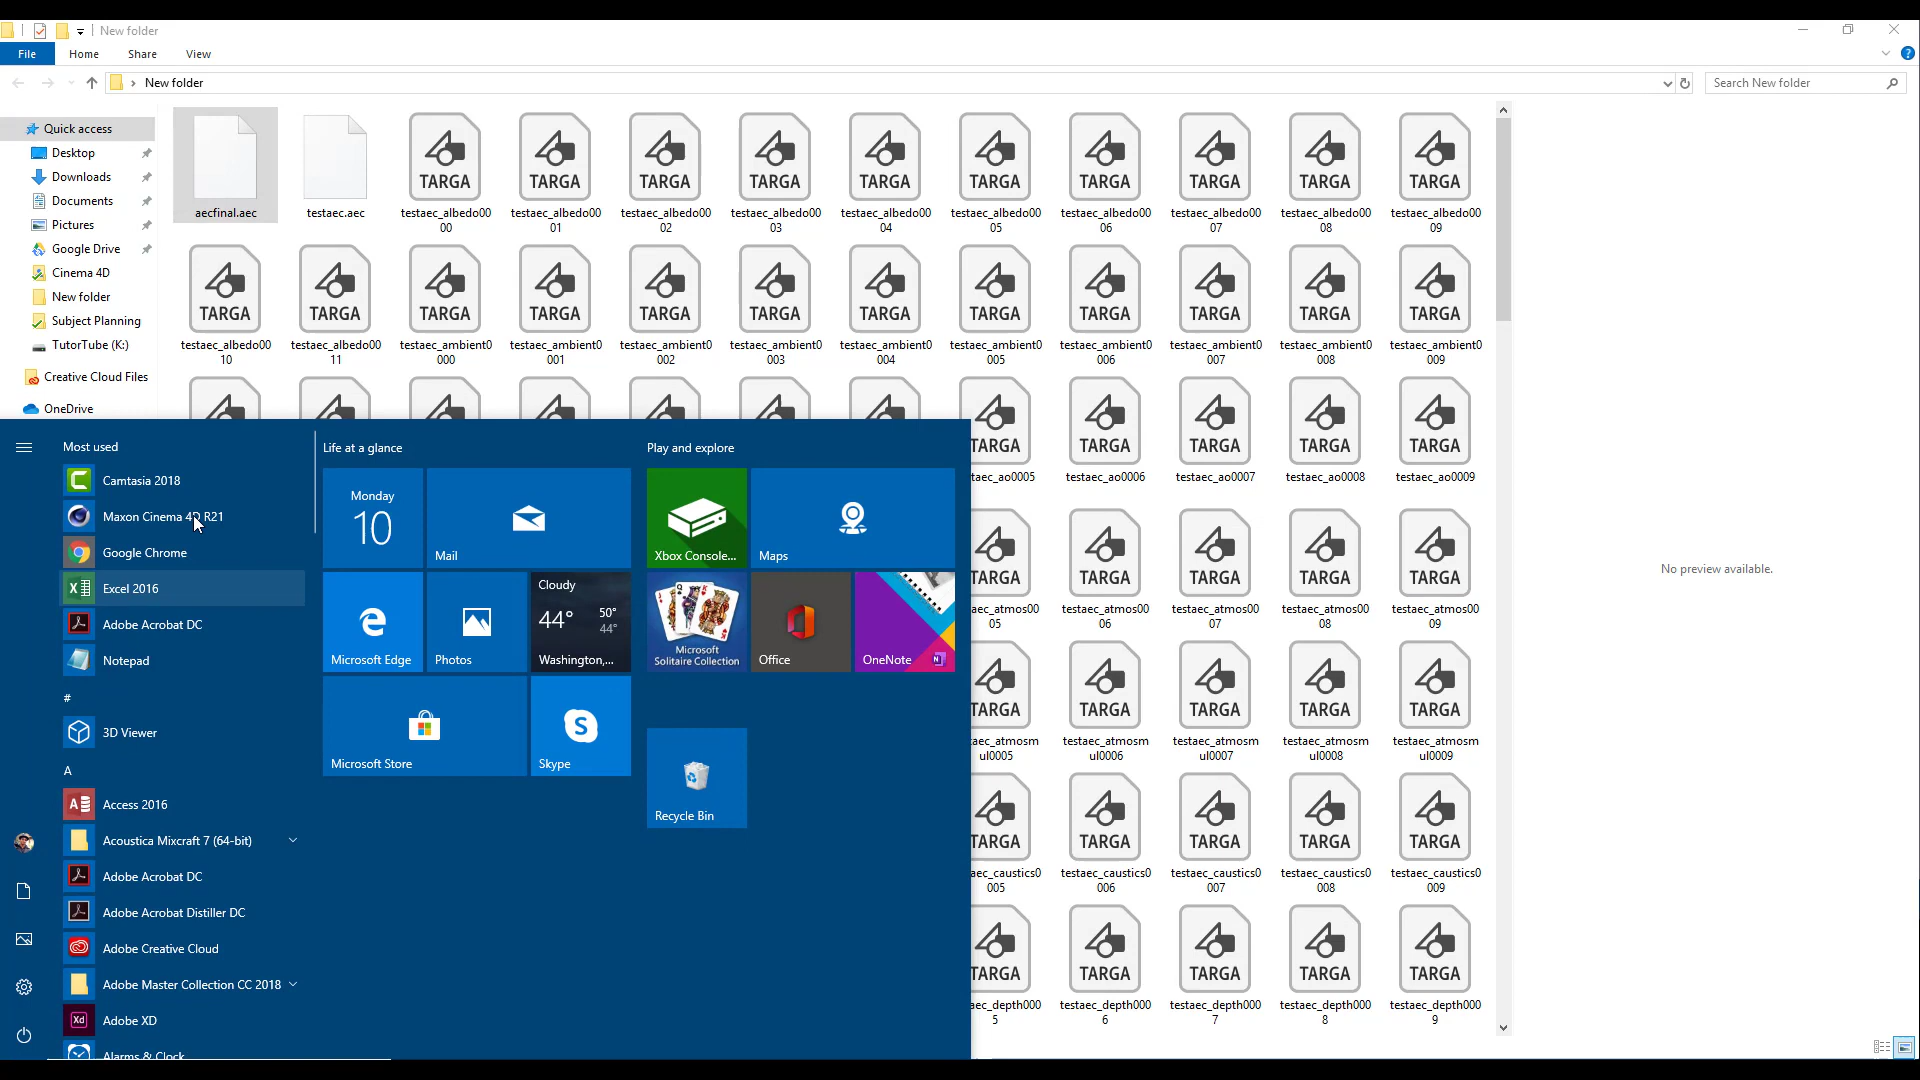 New folder
File Home Share View
New folder
Search New folder
Quick access
Desktop
Downloads
Documents
Pictures
Google Drive
Cinema 4D
New folder
Subject Planning
TutorTube (K:)
Creative Cloud Files
OneDrive
TARGA TARGA TARGA TARGA TARGA TARGA TARGA TARGA TARGA TARGA
aecfinal.aec testaec.aec testaec_albedo00 testaec_albedo00 testaec_albedo00 testaec_albedo00 testaec_albedo00 testaec_albedo00 testaec_albedo00 testaec_albedo00 testaec_albedo00 testaec_albedo00
00 01 02 03 04 05 06 07 08 09
TARGA TARGA TARGA TARGA TARGA TARGA TARGA TARGA TARGA TARGA TARGA TARGA
testaec_albedo00 testaec_albedo00 testaec_ambient0 testaec_ambient0 testaec_ambient0 testaec_ambient0 testaec_ambient0 testaec_ambient0 testaec_ambient0 testaec_ambient0 testaec_ambient0 testaec_ambient0
10 11 000 001 002 003 004 005 006 007 008 009
TARGA TARGA TARGA TARGA TARGA
taec_ao0005 testaec_ao0006 testaec_ao0007 testaec_ao0008 testaec_ao0009
TARGA TARGA TARGA TARGA TARGA
aec_atmos00 testaec_atmos00 testaec_atmos00 testaec_atmos00 testaec_atmos00
05 06 07 08 09
TARGA TARGA TARGA TARGA TARGA
aec_atmosm testaec_atmosm testaec_atmosm testaec_atmosm testaec_atmosm
ul0005 ul0006 ul0007 ul0008 ul0009
TARGA TARGA TARGA TARGA TARGA
aec_caustics0 testaec_caustics0 testaec_caustics0 testaec_caustics0 testaec_caustics0
005 006 007 008 009
TARGA TARGA TARGA TARGA TARGA
aec_depth000 testaec_depth000 testaec_depth000 testaec_depth000 testaec_depth000
5 6 7 8 9
No preview available.
Most used
Camtasia 2018
Maxon Cinema 4D R21
Google Chrome
Excel 2016
Adobe Acrobat DC
Notepad
#
3D Viewer
A
Access 2016
Acoustica Mixcraft 7 (64-bit)
Adobe Acrobat DC
Adobe Acrobat Distiller DC
Adobe Creative Cloud
Adobe Master Collection CC 2018
Adobe XD
Alarms & Clock
Life at a glance
Monday
10
Mail
Microsoft Edge
Photos
Cloudy
44° 50°
44°
Washington,...
Microsoft Store
Skype
Play and explore
Xbox Console...
Maps
Microsoft
Solitaire Collection
Office
OneNote
Recycle Bin